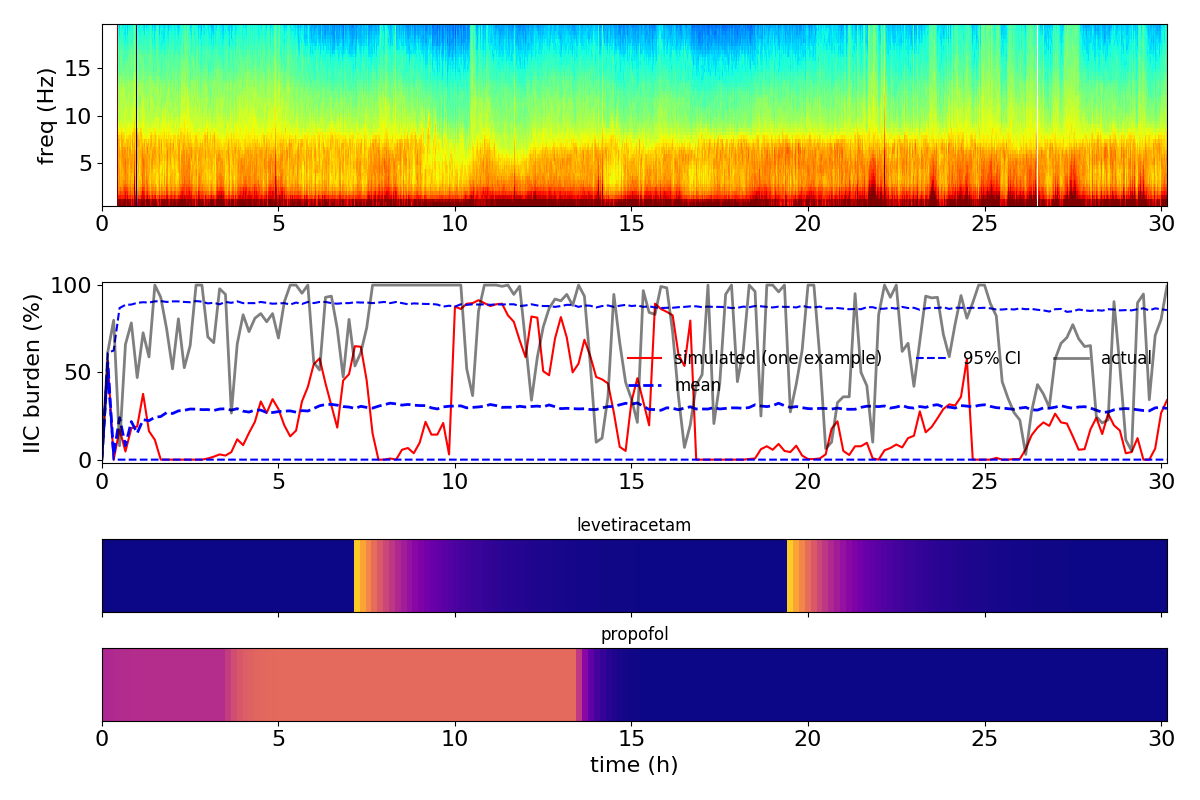 freq (Hz)
15
10
5
0 5 10 15 20 25 30
IIC burden (%)
100
50
0
simulated (one example) 95% CI actual
mean
0 5 10 15 20 25 30
levetiracetam
propofol
0 5 10 15 20 25 30
time (h)